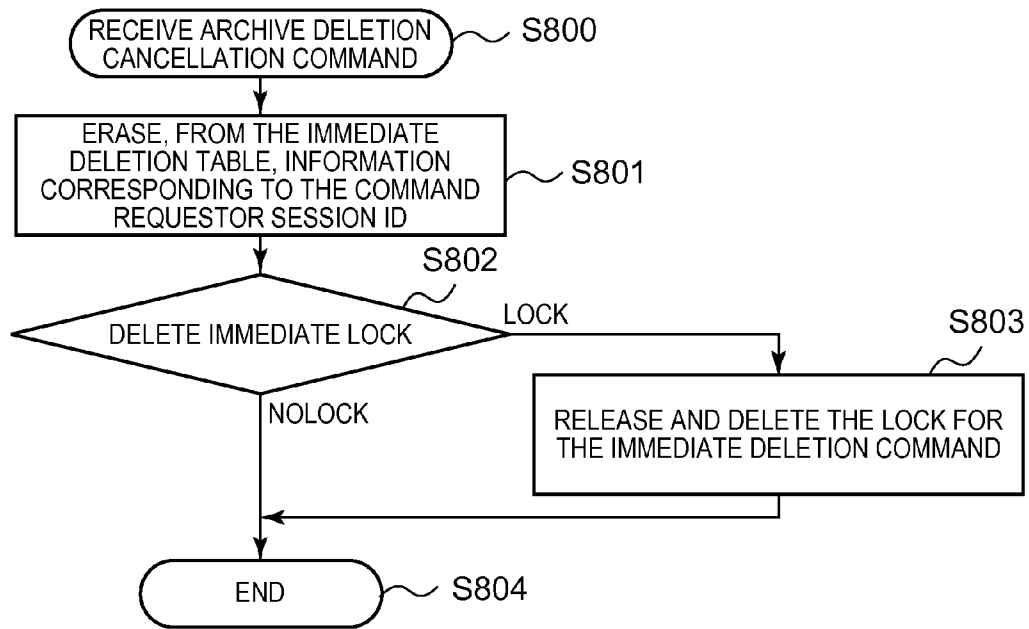 RECEIVE ARCHIVE DELETION
CANCELLATION COMMAND
S800
ERASE, FROM THE IMMEDIATE
DELETION TABLE, INFORMATION
CORRESPONDING TO THE COMMAND
REQUESTOR SESSION ID
S801
S802
DELETE IMMEDIATE LOCK
LOCK
S803
NOLOCK
RELEASE AND DELETE THE LOCK FOR
THE IMMEDIATE DELETION COMMAND
END
S804